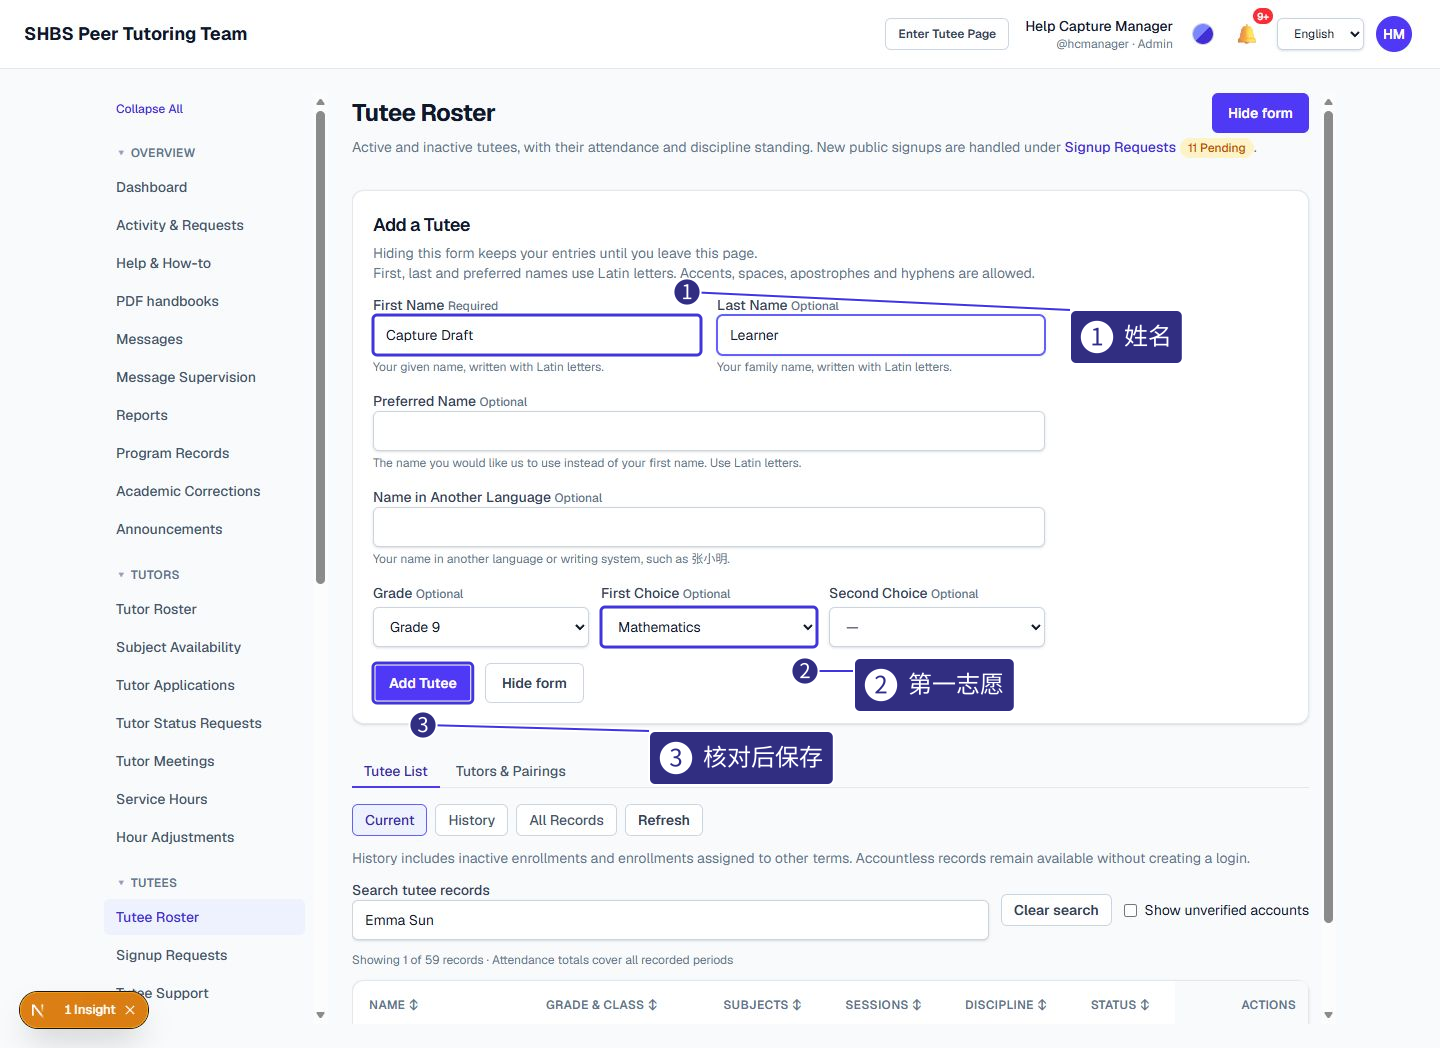 SHBS Peer Tutoring Team
Enter Tutee Page
Help Capture Manager
@hcmanager · Admin
9+
English
HM
Collapse All
OVERVIEW
Dashboard
Activity & Requests
Help & How-to
PDF handbooks
Messages
Message Supervision
Reports
Program Records
Academic Corrections
Announcements
TUTORS
Tutor Roster
Subject Availability
Tutor Applications
Tutor Status Requests
Tutor Meetings
Service Hours
Hour Adjustments
TUTEES
Tutee Roster
Signup Requests
Tutee Support
N 1 Insight ×
Tutee Roster
Hide form
Active and inactive tutees, with their attendance and discipline standing. New public signups are handled under Signup Requests 11 Pending .
Add a Tutee
Hiding this form keeps your entries until you leave this page.
First, last and preferred names use Latin letters. Accents, spaces, apostrophes and hyphens are allowed.
1
First Name Required
Last Name Optional
Capture Draft
Learner
1 姓名
Your given name, written with Latin letters.
Your family name, written with Latin letters.
Preferred Name Optional
The name you would like us to use instead of your first name. Use Latin letters.
Name in Another Language Optional
Your name in another language or writing system, such as 张小明.
Grade Optional
First Choice Optional
Second Choice Optional
Grade 9
Mathematics
—
2
2 第一志愿
Add Tutee
Hide form
3
3 核对后保存
Tutee List
Tutors & Pairings
Current
History
All Records
Refresh
History includes inactive enrollments and enrollments assigned to other terms. Accountless records remain available without creating a login.
Search tutee records
Emma Sun
Clear search
Show unverified accounts
Showing 1 of 59 records · Attendance totals cover all recorded periods
NAME
GRADE & CLASS
SUBJECTS
SESSIONS
DISCIPLINE
STATUS
ACTIONS